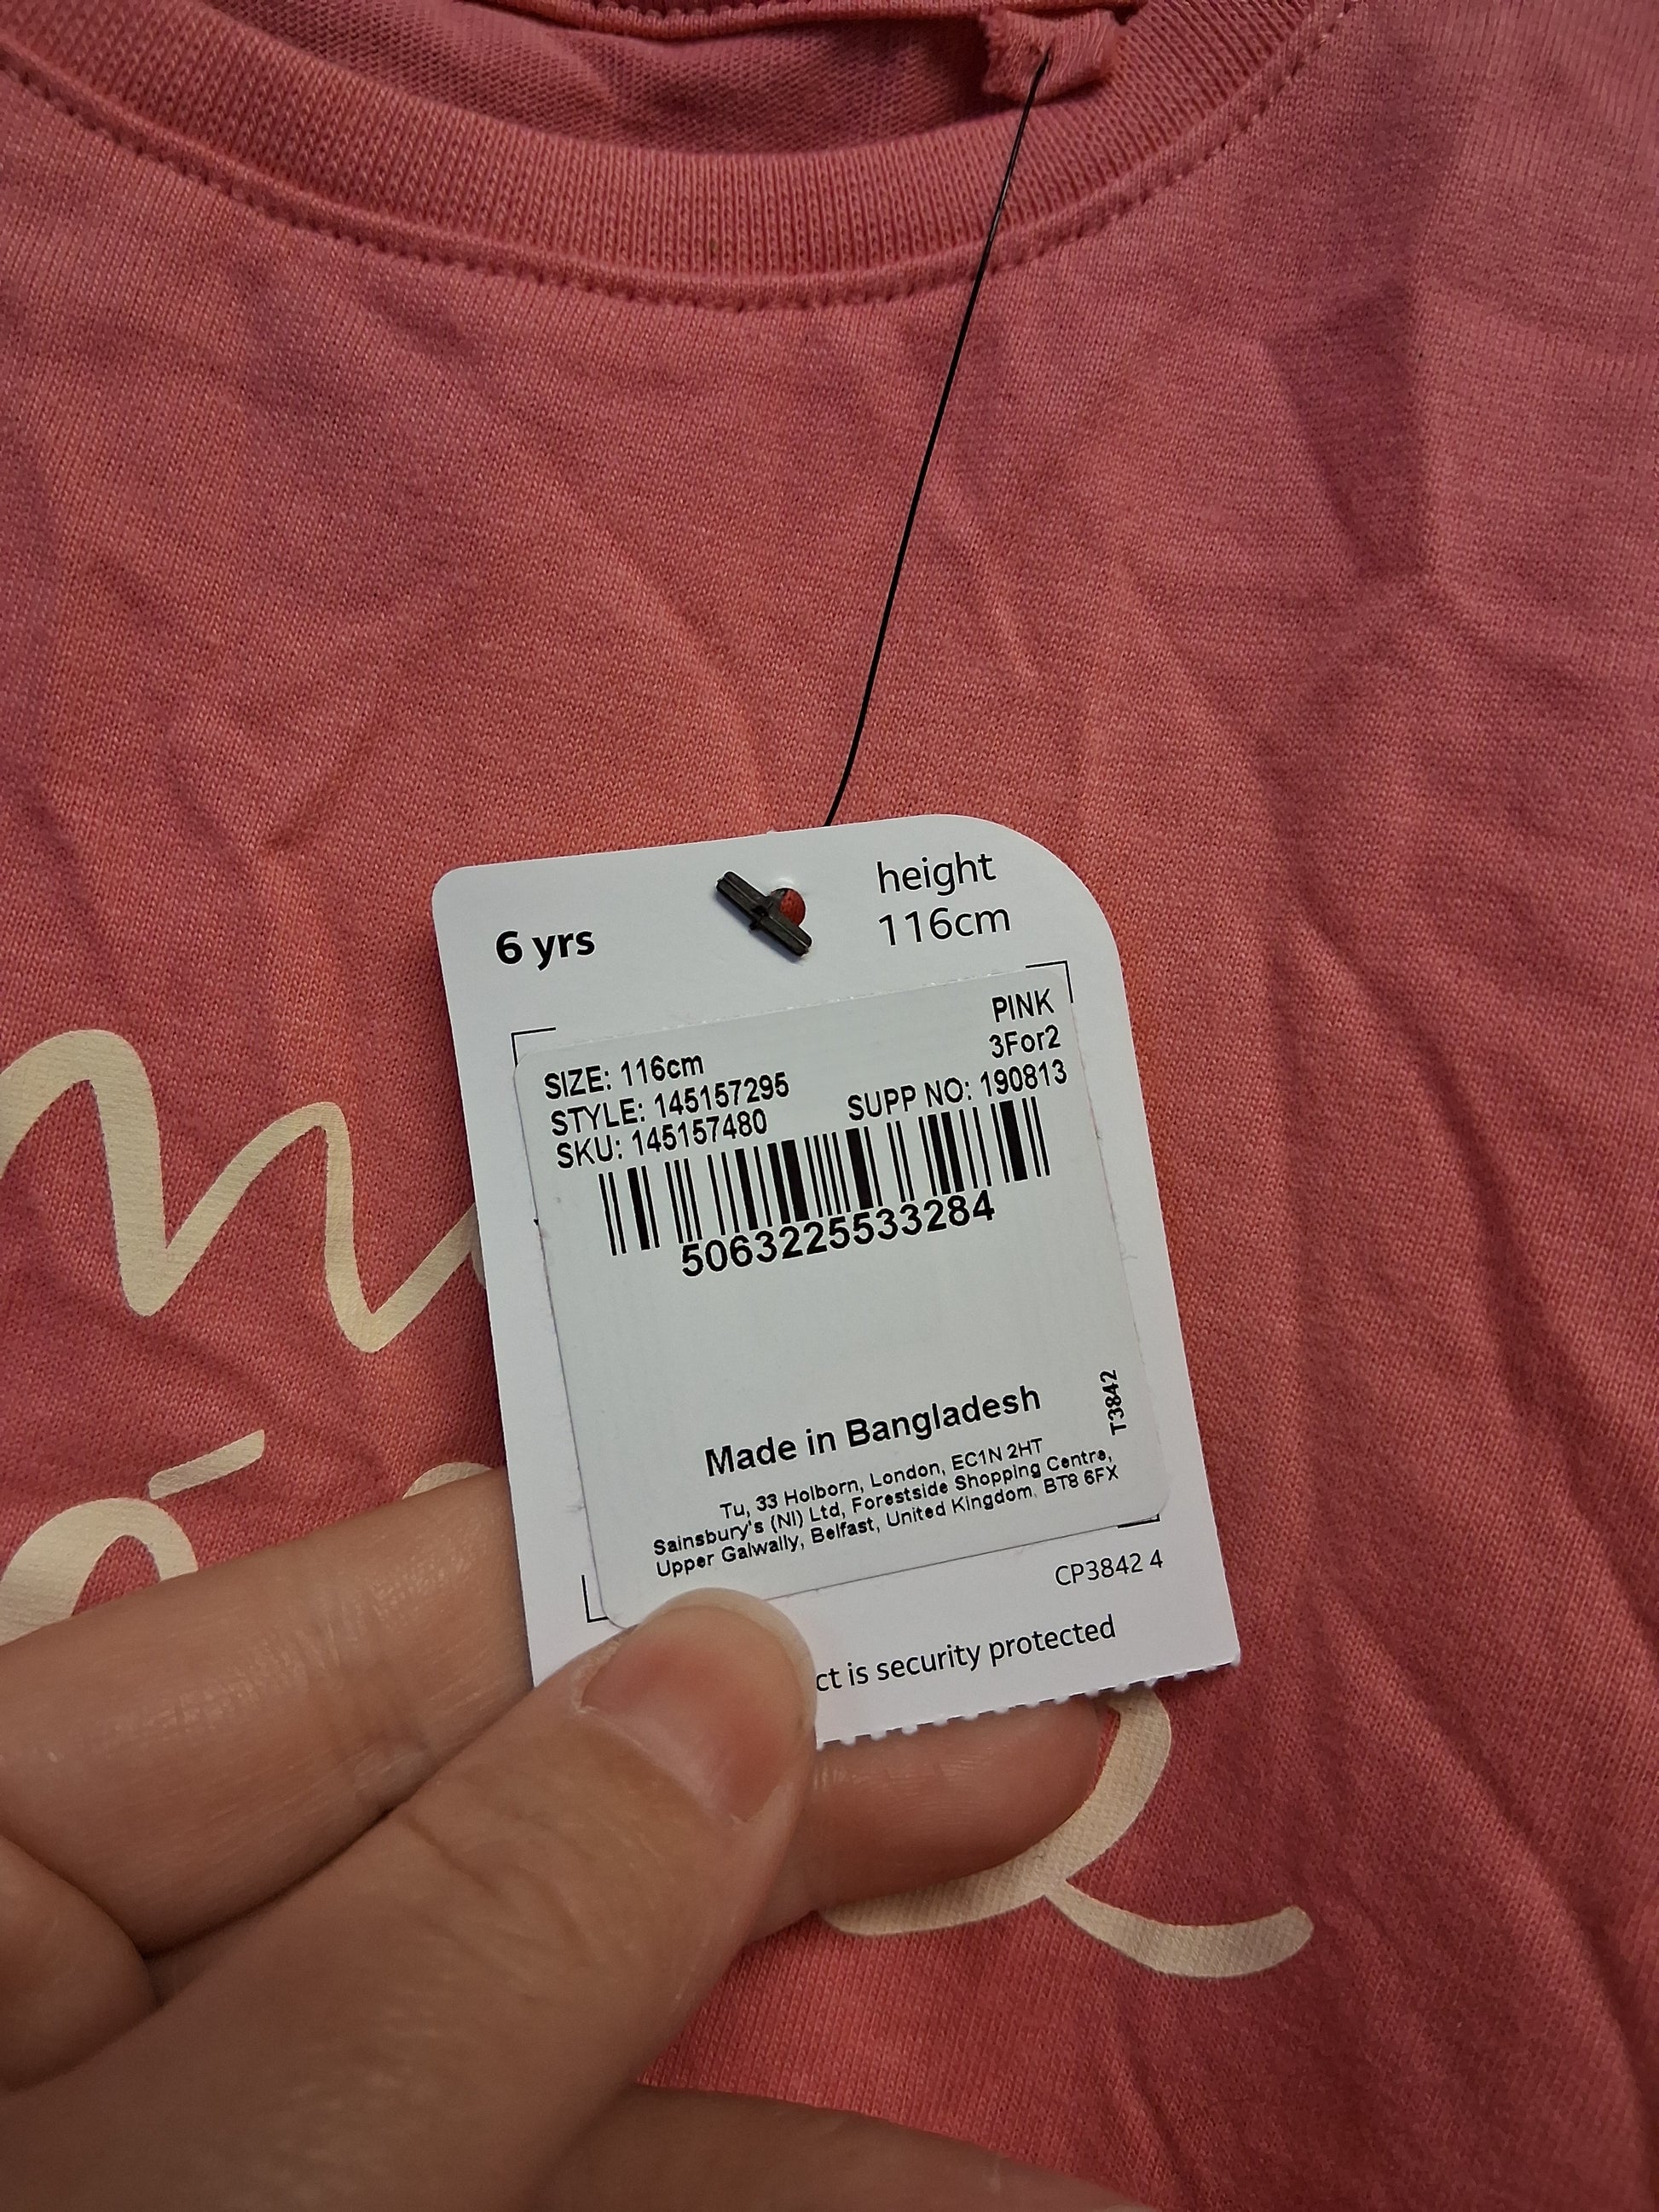 6 yrs
height
116cm
PINK
3For2
SIZE: 116cm
STYLE: 145157295
SKU: 145157480
SUPP NO: 190813
5063225533284
Made in Bangladesh
T3842
Tu, 33 Holborn, London, EC1N 2HT
Sainsbury's (NI) Ltd, Forestside Shopping Centre,
Upper Galwally, Belfast, United Kingdom, BT8 6FX
CP3842 4
is security protected